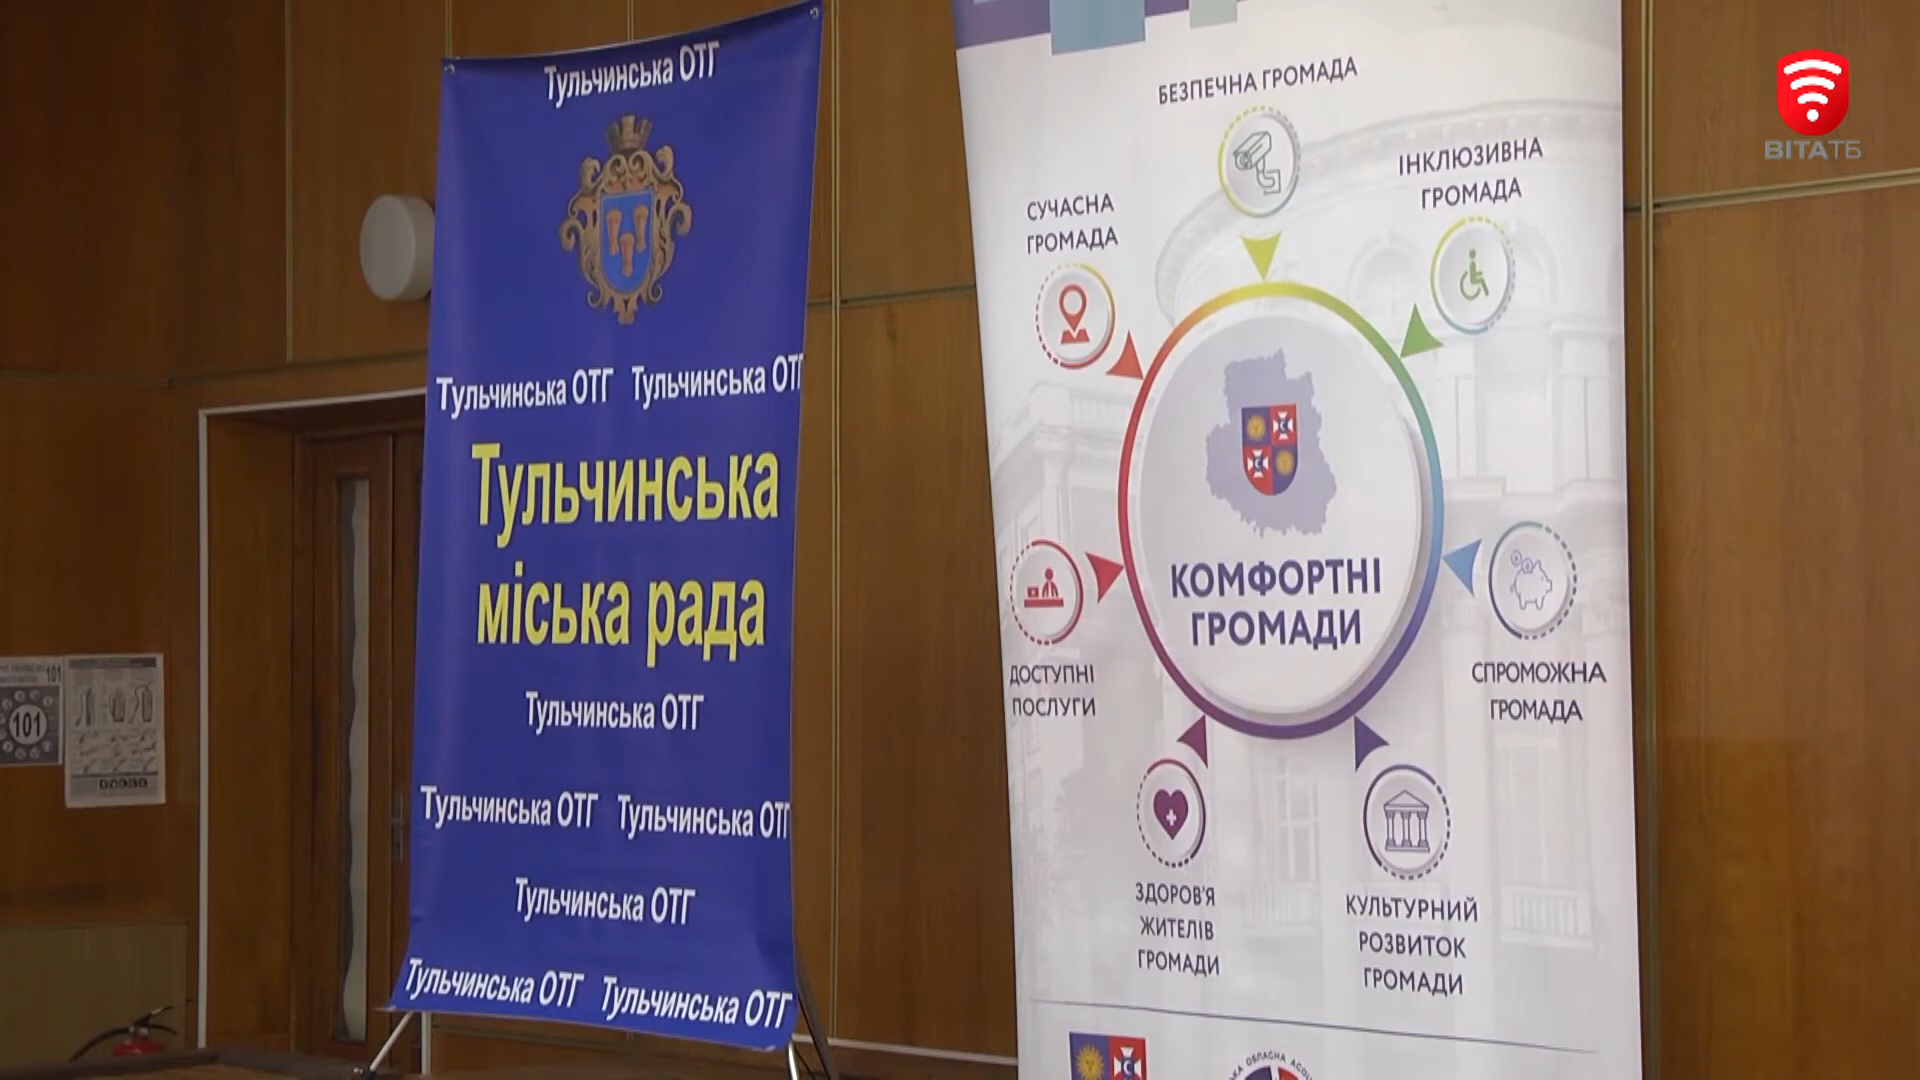 Тульчинська ОТГ
Тульчинська ОТГ Тульчинська ОТГ
Тульчинська
міська рада
Тульчинська ОТГ
Тульчинська ОТГ Тульчинська ОТГ
Тульчинська ОТГ
Тульчинська ОТГ Тульчинська ОТГ
БЕЗПЕЧНА ГРОМАДА
ІНКЛЮЗИВНА
ГРОМАДА
СУЧАСНА
ГРОМАДА
КОМФОРТНІ
ГРОМАДИ
ДОСТУПНІ
ПОСЛУГИ
СПРОМОЖНА
ГРОМАДА
ЗДОРОВ'Я
ЖИТЕЛІВ
ГРОМАДИ
КУЛЬТУРНИЙ
РОЗВИТОК
ГРОМАДИ
ОБЛАСНА
ВІТАТБ
101
101